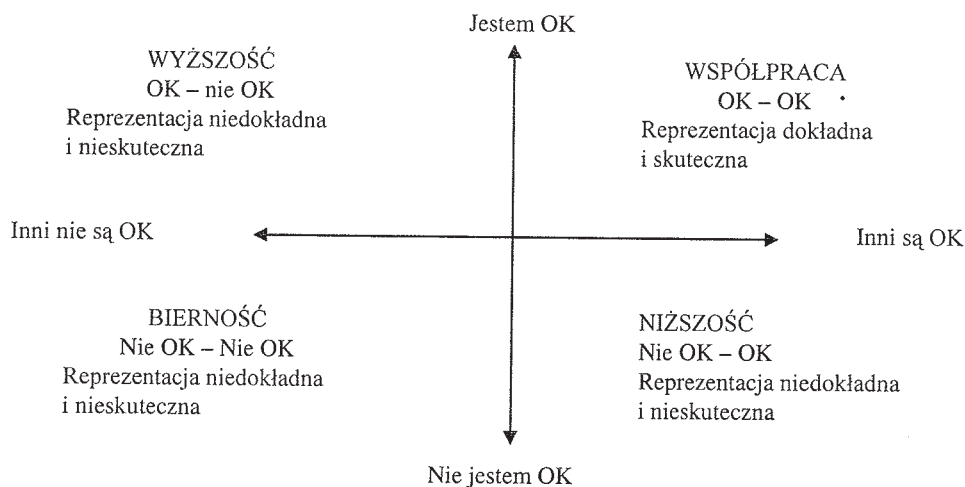 Jestem OK
WYŻSZOŚĆ
OK – nie OK
Reprezentacja niedokładna
i nieskuteczna
WSPÓŁPRACA
OK – OK
Reprezentacja dokładna
i skuteczna
Inni nie są OK
Inni są OK
BIERNOŚĆ
Nie OK – Nie OK
Reprezentacja niedokładna
i nieskuteczna
NIŻSZOŚĆ
Nie OK – OK
Reprezentacja niedokładna
i nieskuteczna
Nie jestem OK